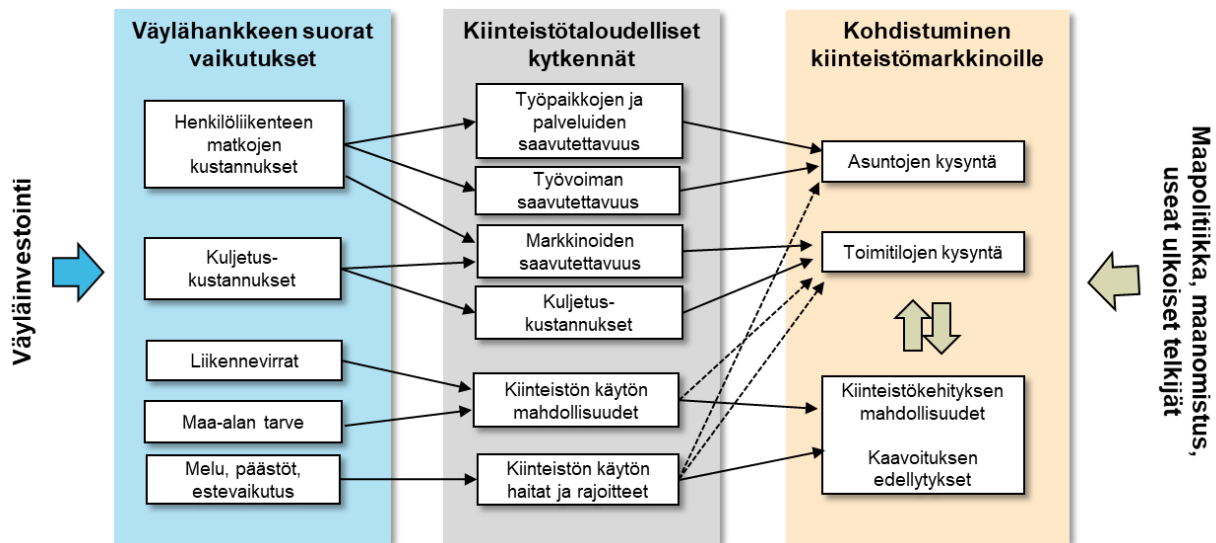 Väyläinvestointi
Väylähankkeen suorat
vaikutukset
Henkilöliikenteen
matkojen
kustannukset
Kuljetus-
kustannukset
Liikennevirrat
Maa-alan tarve
Melu, päästöt,
estevaikutus
Kiinteistötaloudelliset
kytkennät
Työpaikkojen ja
palveluiden
saavutettavuus
Työvoiman
saavutettavuus
Markkinoiden
saavutettavuus
Kuljetus-
kustannukset
Kiinteistön käytön
mahdollisuudet
Kiinteistön käytön
haitat ja rajoitteet
Kohdistuminen
kiinteistömarkkinoille
Asuntojen kysyntä
Toimitilojen kysyntä
Kiinteistökehityksen
mahdollisuudet
Kaavoituksen
edellytykset
Maapolitiikka, maanomistus,
useat ulkoiset telkijät